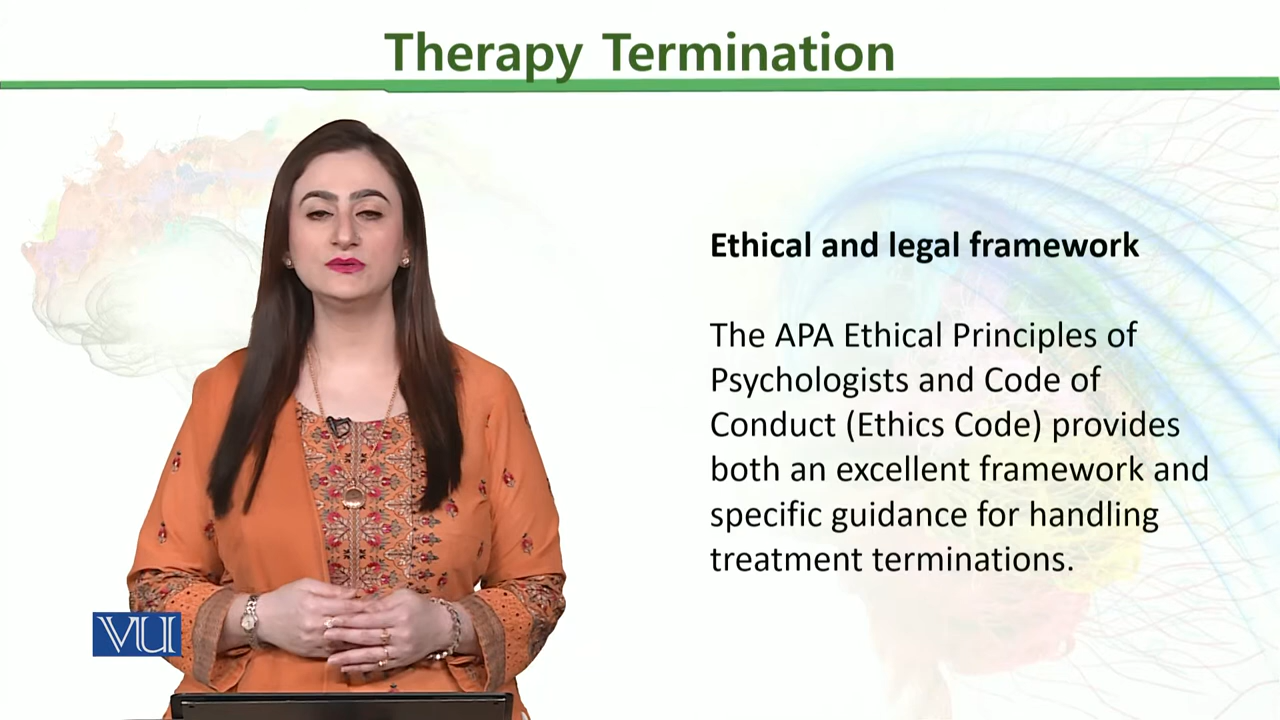 Therapy Termination
Ethical and legal framework
The APA Ethical Principles of
Psychologists and Code of
Conduct (Ethics Code) provides
both an excellent framework and
specific guidance for handling
treatment terminations.
VU